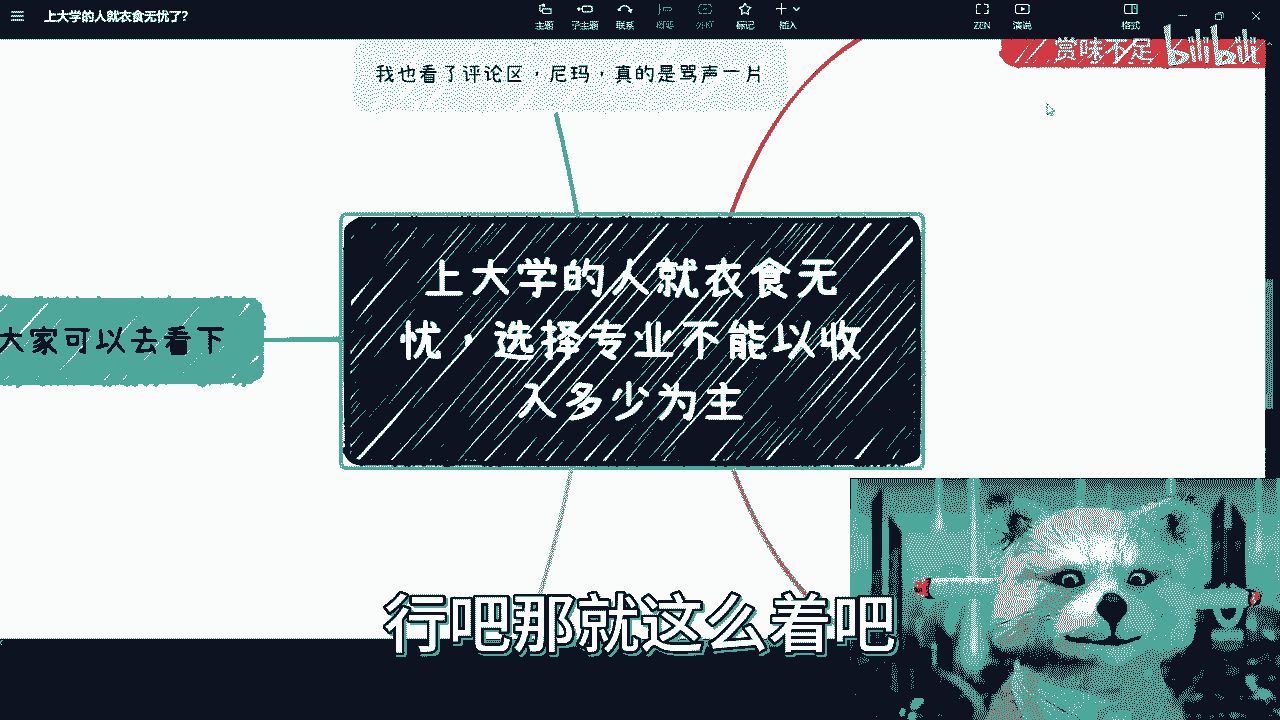 上大学的人就衣食无忧了?
主题
子主题
联系
概要
外框
标记
插入
ZEN
演说
格式
赏味不足
bilibili
我也看了评论区，尼玛，真的是骂声一片
上大学的人就衣食无
忧，选择专业不能以收
入多少为主
大家可以去看下
行吧那就这么着吧